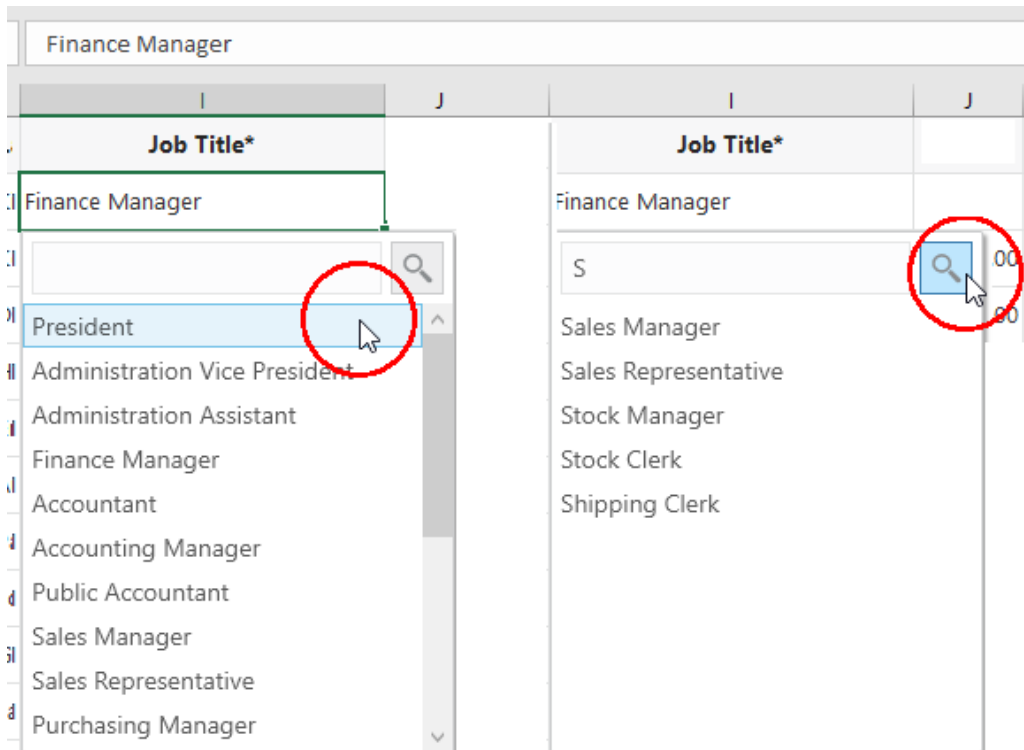 Finance Manager
I J
Job Title*
Finance Manager
President
Administration Vice President
Administration Assistant
Finance Manager
Accountant
Accounting Manager
Public Accountant
Sales Manager
Sales Representative
Purchasing Manager
I J
Job Title*
Finance Manager
S
.00
Sales Manager
00
Sales Representative
Stock Manager
Stock Clerk
Shipping Clerk